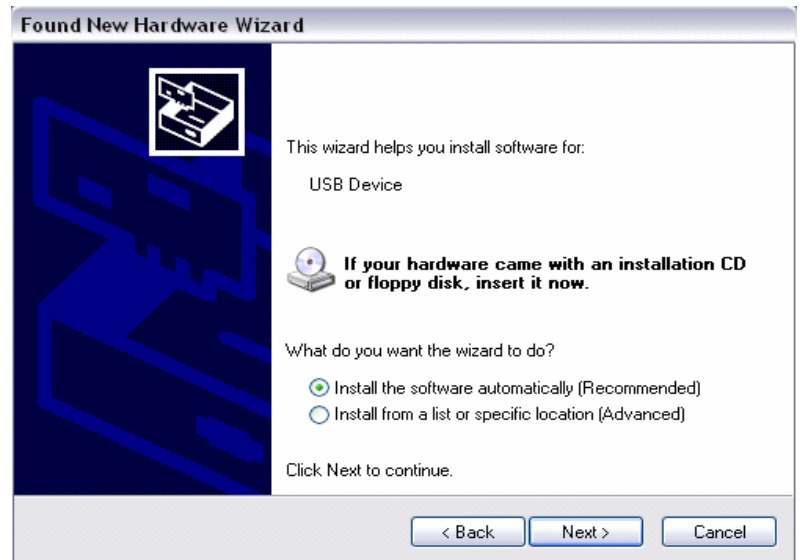 Found New Hardware Wizard
This wizard helps you install software for:
USB Device
If your hardware came with an installation CD
or floppy disk, insert it now.
What do you want the wizard to do?
Install the software automatically (Recommended)
Install from a list or specific location (Advanced)
Click Next to continue.
< Back Next > Cancel